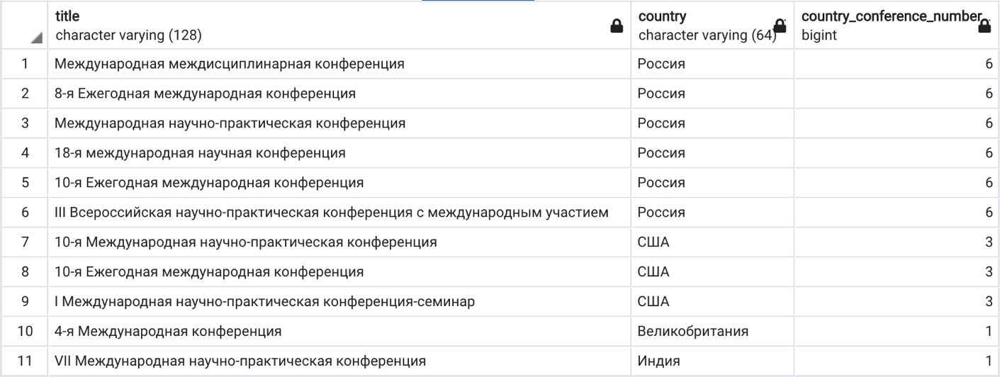 title country country_conference_number
character varying (128) character varying (64) bigint
1 Международная междисциплинарная конференция Россия 6
2 8-я Ежегодная международная конференция Россия 6
3 Международная научно-практическая конференция Россия 6
4 18-я международная научная конференция Россия 6
5 10-я Ежегодная международная конференция Россия 6
6 III Всероссийская научно-практическая конференция с международным участием Россия 6
7 10-я Международная научно-практическая конференция США 3
8 10-я Ежегодная международная конференция США 3
9 I Международная научно-практическая конференция-семинар США 3
10 4-я Международная конференция Великобритания 1
11 VII Международная научно-практическая конференция Индия 1